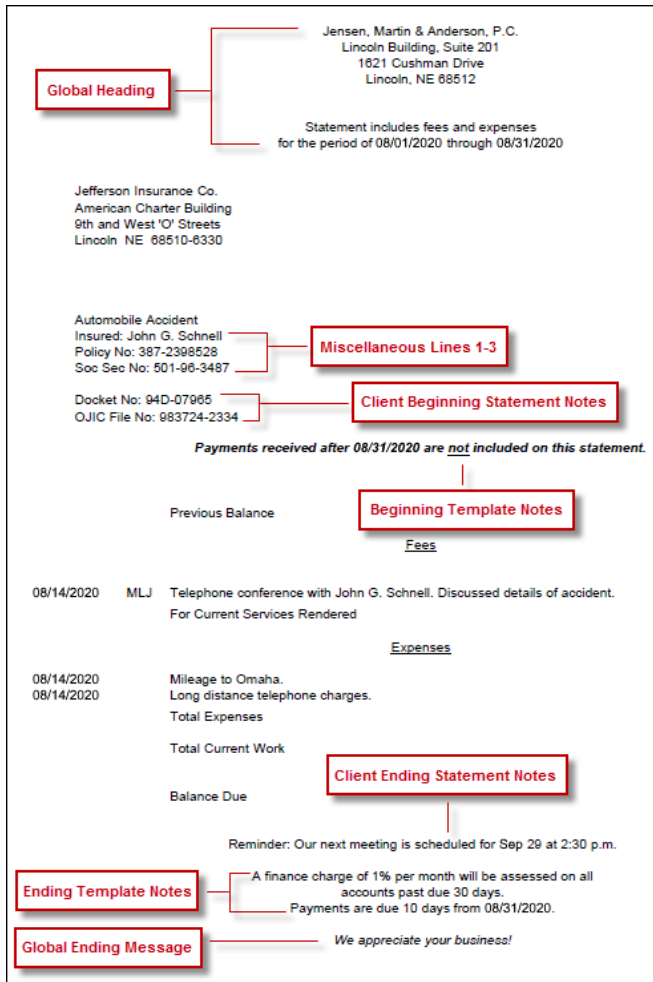 Jensen, Martin & Anderson, P.C.
Lincoln Building, Suite 201
1621 Cushman Drive
Lincoln, NE 68512
Global Heading
Statement includes fees and expenses
for the period of 08/01/2020 through 08/31/2020
Jefferson Insurance Co.
American Charter Building
9th and West 'O' Streets
Lincoln NE 68510-6330
Automobile Accident
Insured: John G. Schnell
Policy No: 387-2398528
Soc Sec No: 501-96-3487
Miscellaneous Lines 1-3
Docket No: 94D-07965
OJIC File No: 983724-2334
Client Beginning Statement Notes
Payments received after 08/31/2020 are not included on this statement.
Previous Balance
Beginning Template Notes
Fees
08/14/2020 MLJ Telephone conference with John G. Schnell. Discussed details of accident.
For Current Services Rendered
Expenses
08/14/2020 Mileage to Omaha.
08/14/2020 Long distance telephone charges.
Total Expenses
Total Current Work
Client Ending Statement Notes
Balance Due
Reminder: Our next meeting is scheduled for Sep 29 at 2:30 p.m.
Ending Template Notes
A finance charge of 1% per month will be assessed on all
accounts past due 30 days.
Payments are due 10 days from 08/31/2020.
Global Ending Message
We appreciate your business!